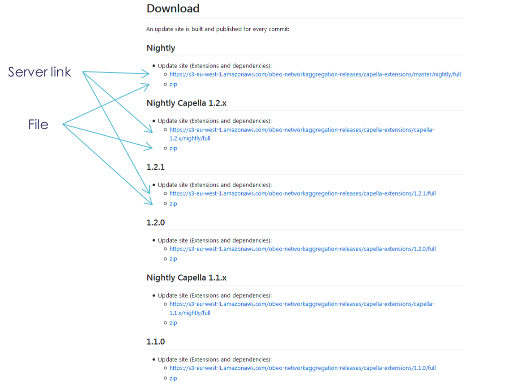 Download
An update site is built and published for every commit:
Nightly
Update site (Extensions and dependencies):
https://s3-eu-west-1.amazonaws.com/obeo-networkaggregation-releases/capella-extensions/master/nightly/full
zip
Nightly Capella 1.2.x
Update site (Extensions and dependencies):
https://s3-eu-west-1.amazonaws.com/obeo-networkaggregation-releases/capella-extensions/capella-
1.2.x/nightly/full
zip
1.2.1
Update site (Extensions and dependencies):
https://s3-eu-west-1.amazonaws.com/obeo-networkaggregation-releases/capella-extensions/1.2.1/full
zip
1.2.0
Update site (Extensions and dependencies):
https://s3-eu-west-1.amazonaws.com/obeo-networkaggregation-releases/capella-extensions/1.2.0/full
zip
Nightly Capella 1.1.x
Update site (Extensions and dependencies):
https://s3-eu-west-1.amazonaws.com/obeo-networkaggregation-releases/capella-extensions/capella-
1.1.x/nightly/full
zip
1.1.0
Update site (Extensions and dependencies):
https://s3-eu-west-1.amazonaws.com/obeo-networkaggregation-releases/capella-extensions/1.1.0/full
zip
Server link
File